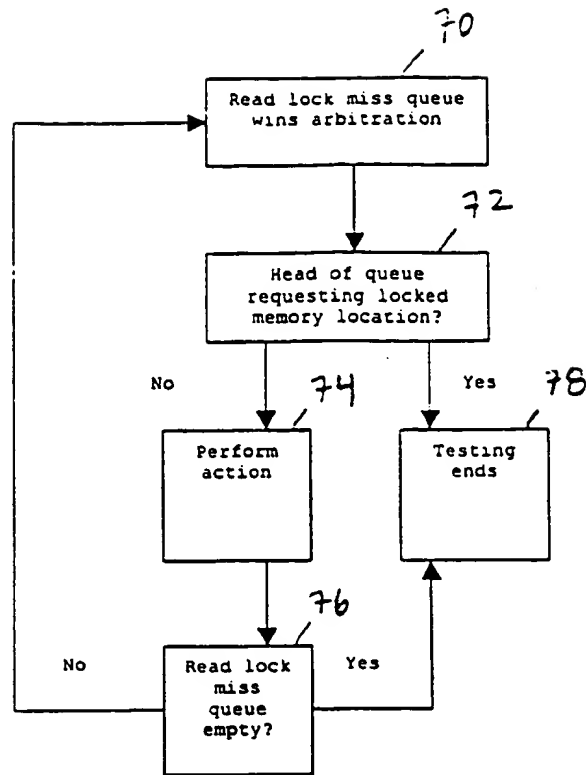 70
Read lock miss queue
wins arbitration
72
Head of queue
requesting locked
memory location?
No
Yes
74
78
Perform
action
Testing
ends
76
No
Read lock
miss
queue
empty?
Yes